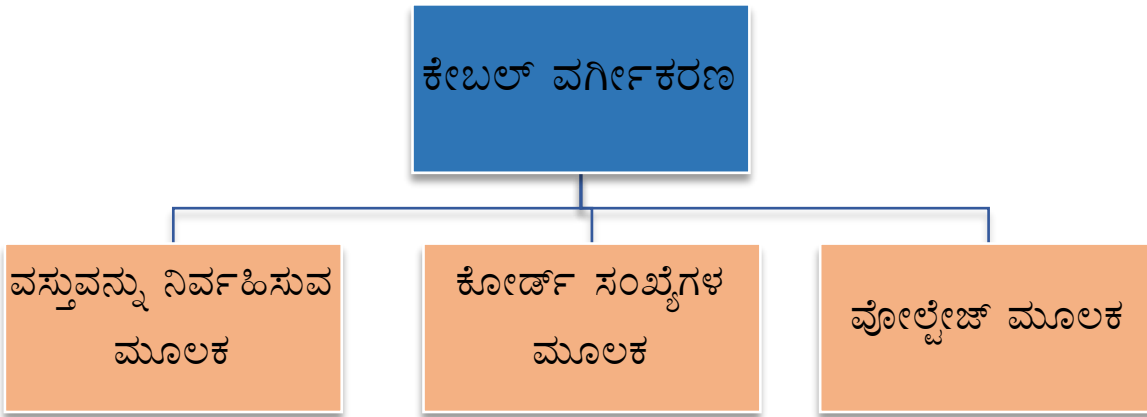 ಕೇಬಲ್ ವರ್ಗೀಕರಣ
ವಸ್ತುವನ್ನು ನಿರ್ವಹಿಸುವ
ಮೂಲಕ
ಕೋರ್ಡ್ ಸಂಖ್ಯೆಗಳ
ಮೂಲಕ
ವೋಲ್ಟೇಜ್ ಮೂಲಕ